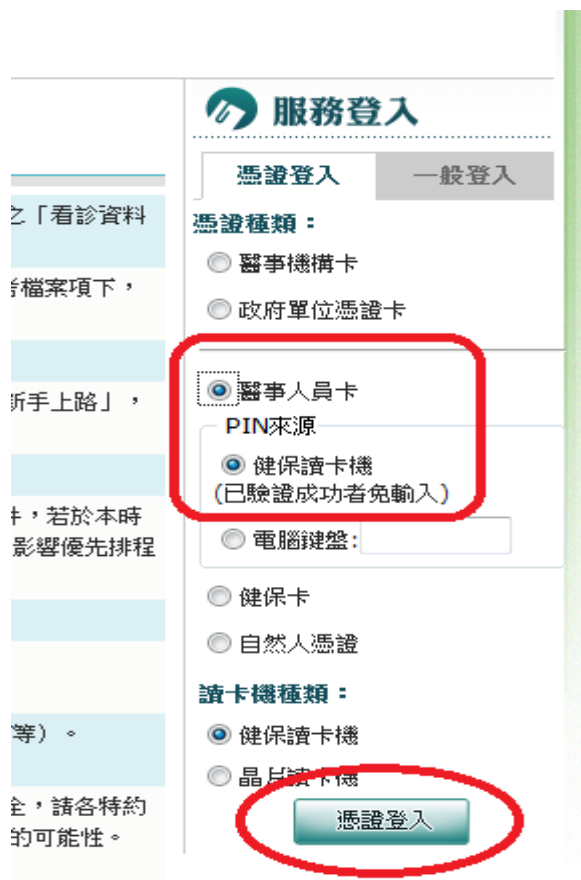 服務登入
憑證登入
一般登入
之「看診資料
憑證種類：
醫事機構卡
檔案項下，
政府單位憑證卡
醫事人員卡
新手上路」，
PIN來源
健保讀卡機
(已驗證成功者免輸入)
，若於本時
電腦鍵盤:
影響優先排程
健保卡
自然人憑證
讀卡機種類：
等）。
健保讀卡機
晶片讀卡機
全，請各特約
憑證登入
的可能性。